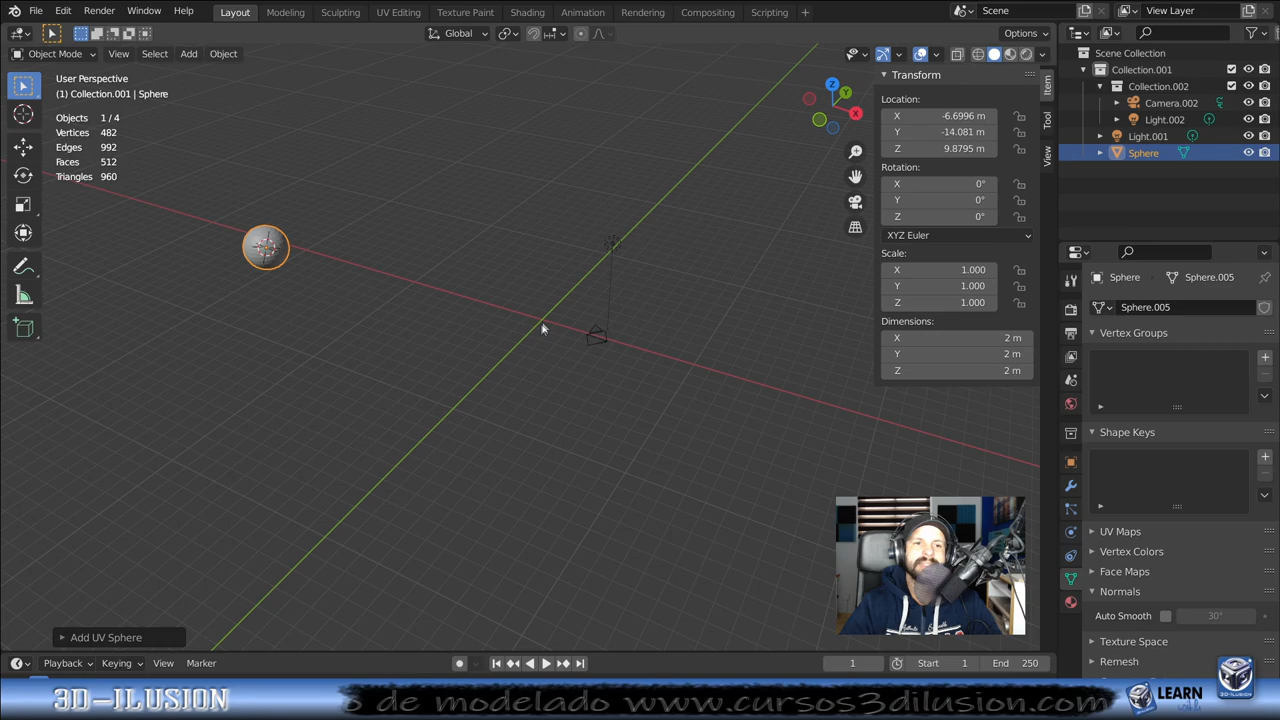 File Edit Render Window Help
Layout Modeling Sculpting UV Editing Texture Paint Shading Animation Rendering Compositing Scripting +
Scene View Layer
Global Options
Object Mode View Select Add Object
User Perspective
(1) Collection.001 | Sphere
Objects 1 / 4
Vertices 482
Edges 992
Faces 512
Triangles 960
Z Y X
Transform
Location:
X -6.6996 m
Y -14.081 m
Z 9.8795 m
Rotation:
X 0°
Y 0°
Z 0°
XYZ Euler
Scale:
X 1.000
Y 1.000
Z 1.000
Dimensions:
X 2 m
Y 2 m
Z 2 m
Item
Tool
View
Scene Collection
Collection.001
Collection.002
Camera.002
Light.002
Light.001
Sphere
Sphere Sphere.005
Sphere.005
Vertex Groups
Shape Keys
UV Maps
Vertex Colors
Face Maps
Normals
Auto Smooth 30°
Texture Space
Remesh
Add UV Sphere
Playback Keying View Marker
1 Start 1 End 250
3D-ILUSION
o de modelado www.cursos3dilusion.com
LEARN
3D-ILUSION